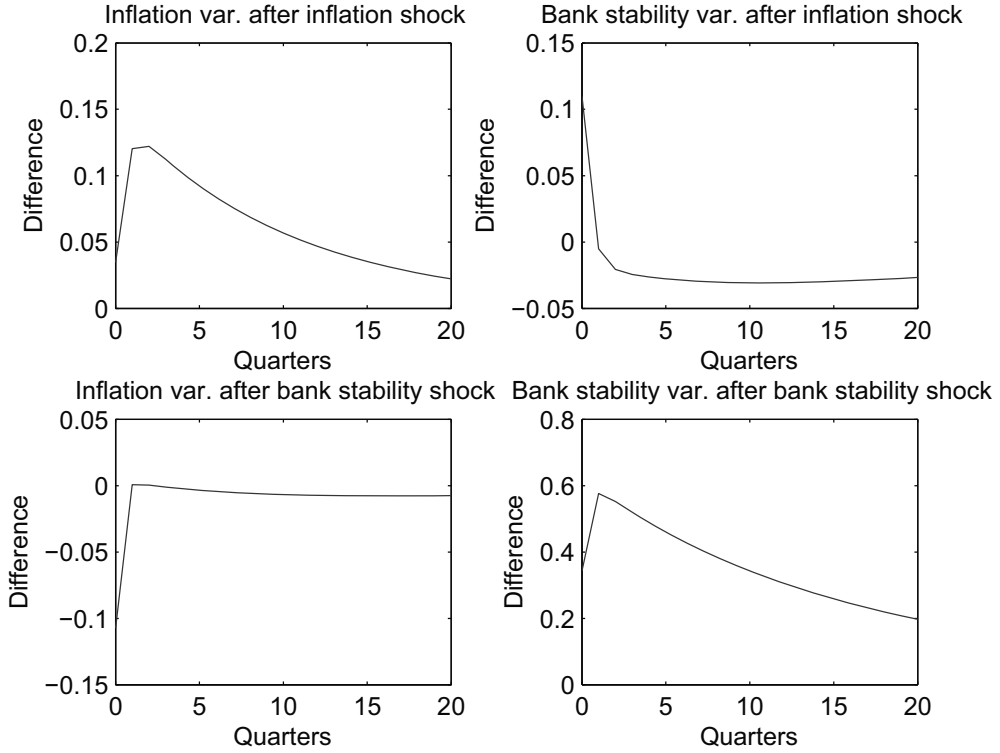 Inflation var. after inflation shock
0.2
0.15
0.1
0.05
0
Difference
0 5 10 15 20
Quarters
Bank stability var. after inflation shock
0.15
0.1
0.05
0
−0.05
Difference
0 5 10 15 20
Quarters
Inflation var. after bank stability shock
0.05
0
−0.05
−0.1
−0.15
Difference
0 5 10 15 20
Quarters
Bank stability var. after bank stability shock
0.8
0.6
0.4
0.2
0
Difference
0 5 10 15 20
Quarters